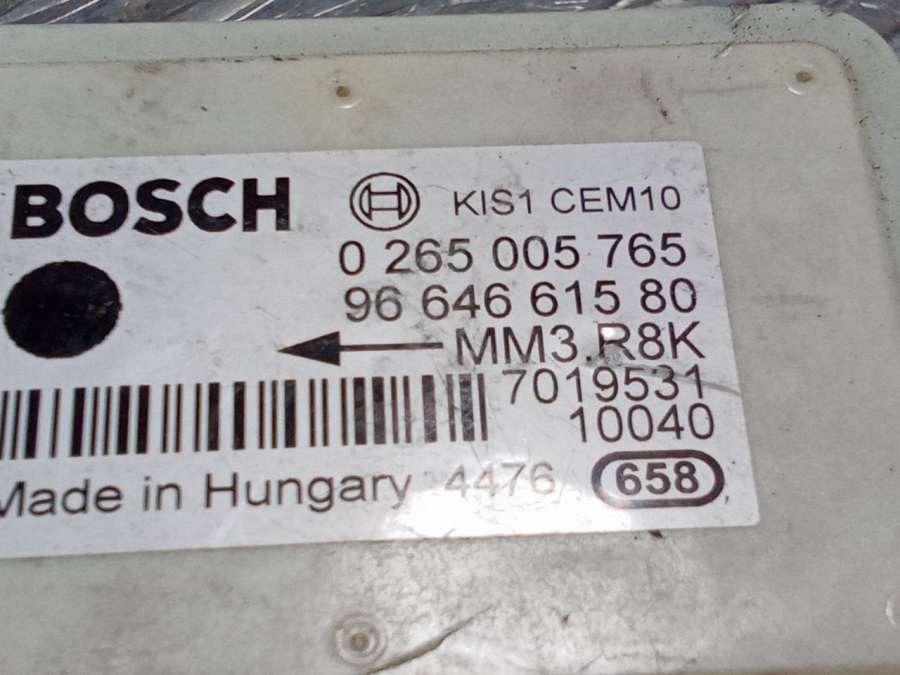 BOSCH KIS1 CEM10
0 265 005 765
96 646 615 80
MM3.R8K
7019531
10040
Made in Hungary 4476 658